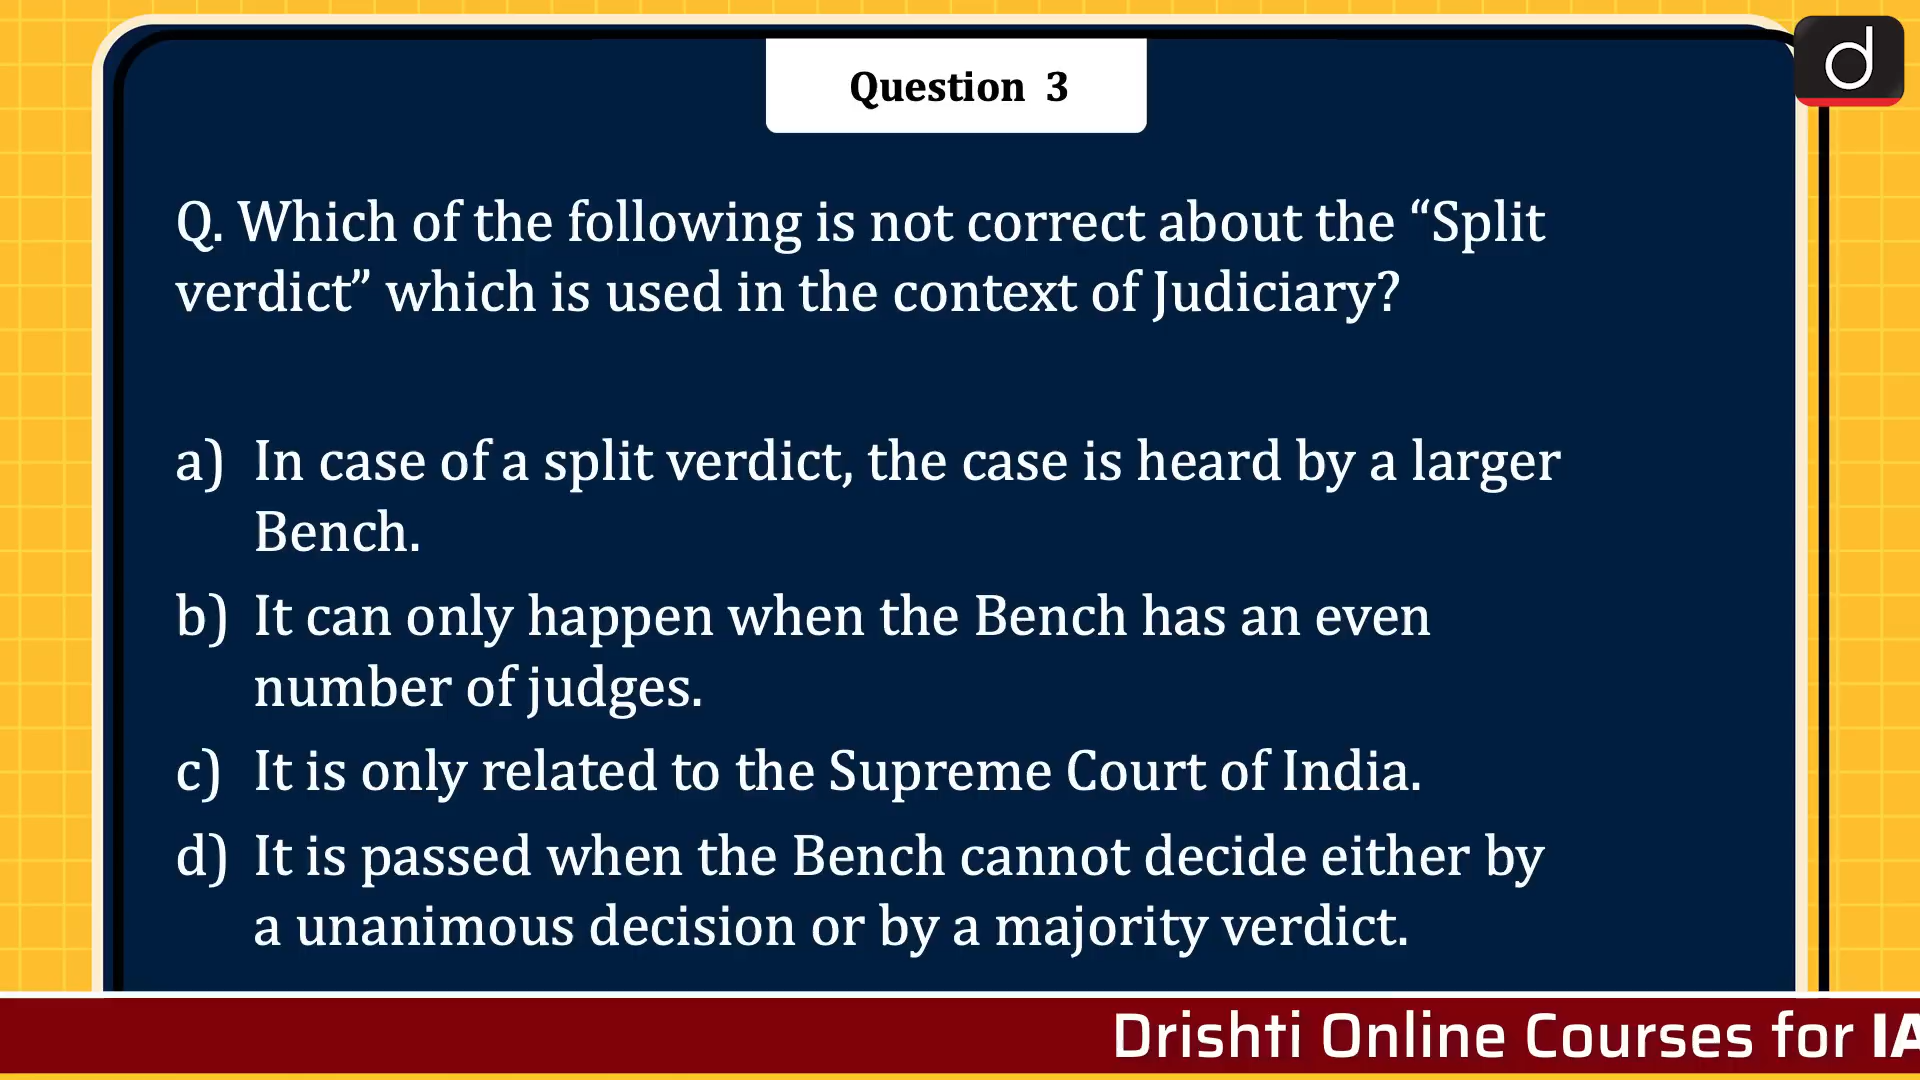 Question 3
d
Q. Which of the following is not correct about the “Split
verdict” which is used in the context of Judiciary?
a) In case of a split verdict, the case is heard by a larger
Bench.
b) It can only happen when the Bench has an even
number of judges.
c) It is only related to the Supreme Court of India.
d) It is passed when the Bench cannot decide either by
a unanimous decision or by a majority verdict.
Drishti Online Courses for IA